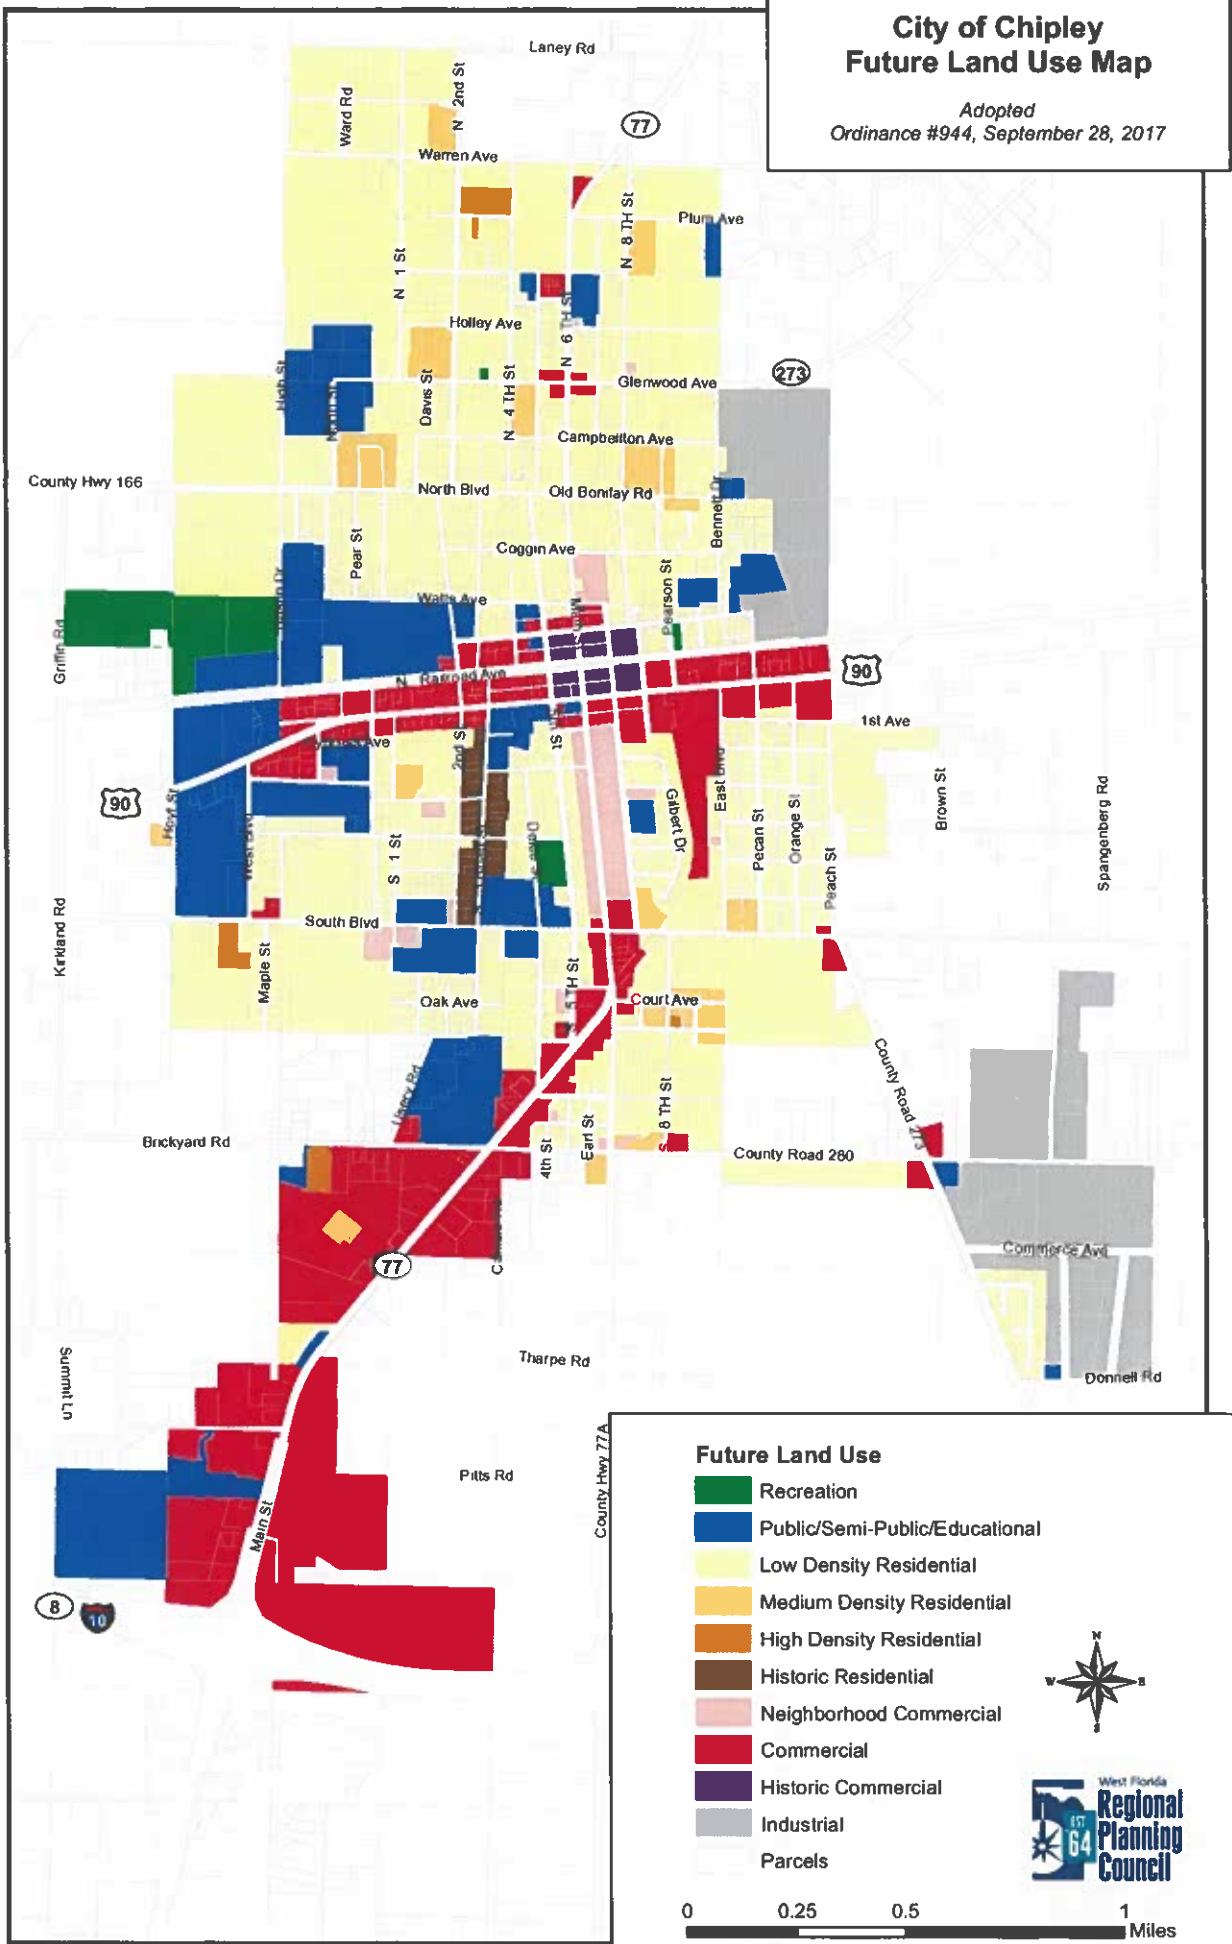 City of Chipley
Future Land Use Map
Adopted
Ordinance #944, September 28, 2017
Laney Rd
Ward Rd
N 2nd St
77
Warren Ave
N 8 TH St
Plum Ave
N 1 St
Holley Ave
N 6 TH St
High St
Davis St
N 4 TH St
Glenwood Ave
273
Campbellton Ave
County Hwy 166
North Blvd
Old Bonifay Rd
Bennett Dr
Pear St
Coggin Ave
Pearson St
Watts Ave
Griffin Rd
N Railroad Ave
90
1st Ave
2nd St
East Blvd
Brown St
Spangenberg Rd
90
Hoyt St
Gilbert Dr
Pecan St
Orange St
Peach St
S 1 St
South Blvd
Kirkland Rd
Maple St
Oak Ave
S 5 TH St
Court Ave
County Road 273
Usery Rd
S 8 TH St
Brickyard Rd
4th St
Earl St
County Road 280
Commerce Ave
77
Summit Ln
Tharpe Rd
Donnell Rd
Pitts Rd
County Hwy 77A
Main St
8
10
Future Land Use
Recreation
Public/Semi-Public/Educational
Low Density Residential
Medium Density Residential
High Density Residential
Historic Residential
Neighborhood Commercial
Commercial
Historic Commercial
Industrial
Parcels
N
W
E
S
West Florida
Regional
EST
64
Planning
Council
0 0.25 0.5 1
Miles